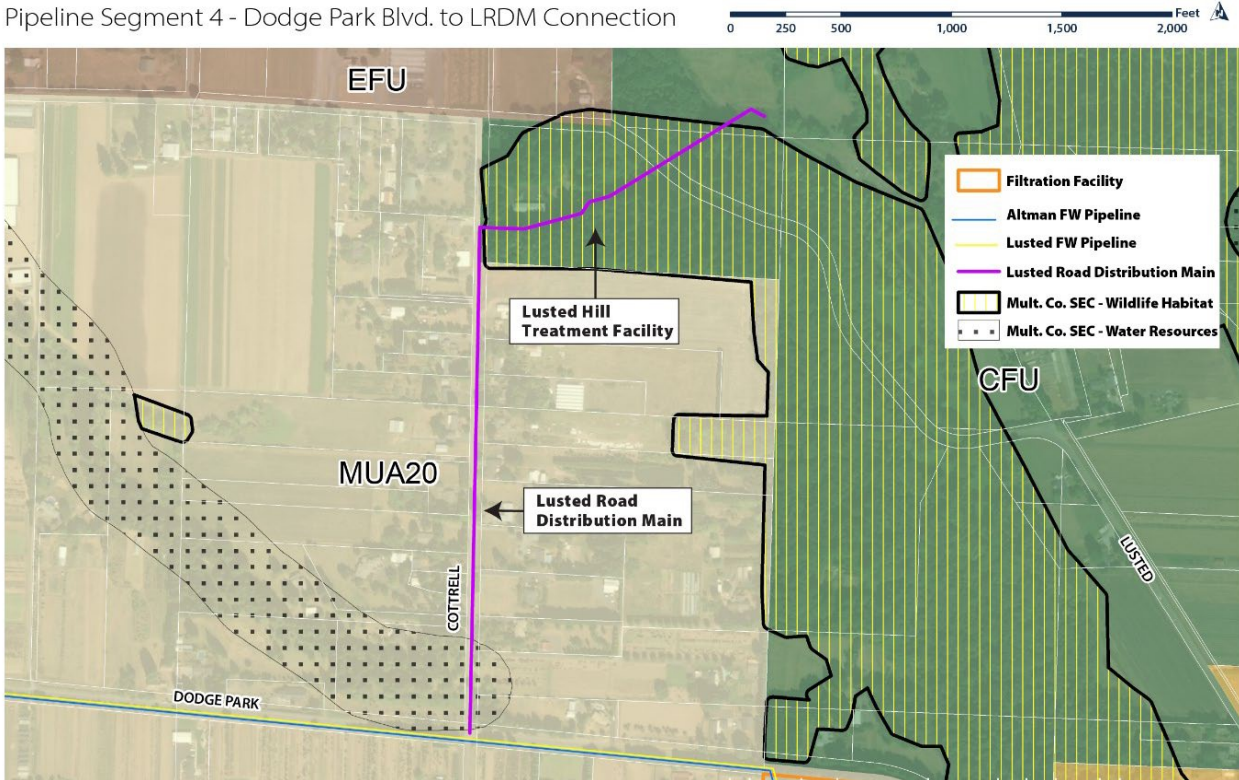 Pipeline Segment 4 - Dodge Park Blvd. to LRDM Connection
0 250 500 1,000 1,500 2,000 Feet
EFU
Filtration Facility
Altman FW Pipeline
Lusted FW Pipeline
Lusted Road Distribution Main
Mult. Co. SEC - Wildlife Habitat
Mult. Co. SEC - Water Resources
Lusted Hill
Treatment Facility
CFU
MUA20
Lusted Road
Distribution Main
LUSTED
COTTRELL
DODGE PARK